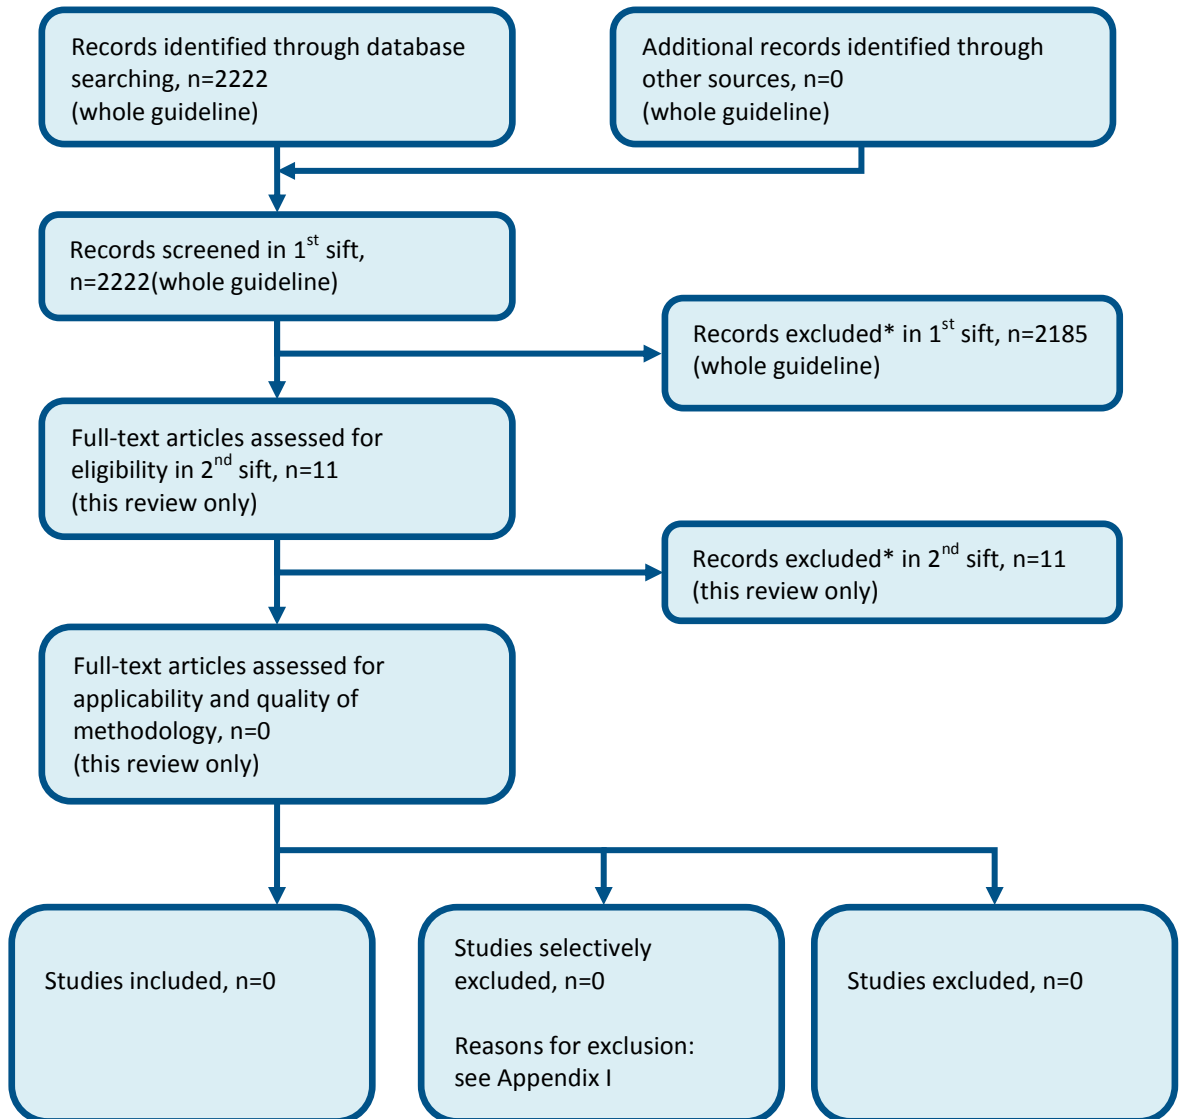 Records identified through database
searching, n=2222
(whole guideline)
Additional records identified through
other sources, n=0
(whole guideline)
Records screened in 1st sift,
n=2222(whole guideline)
Records excluded* in 1st sift, n=2185
(whole guideline)
Full-text articles assessed for
eligibility in 2nd sift, n=11
(this review only)
Records excluded* in 2nd sift, n=11
(this review only)
Full-text articles assessed for
applicability and quality of
methodology, n=0
(this review only)
Studies included, n=0
Studies selectively
excluded, n=0
Reasons for exclusion:
see Appendix I
Studies excluded, n=0